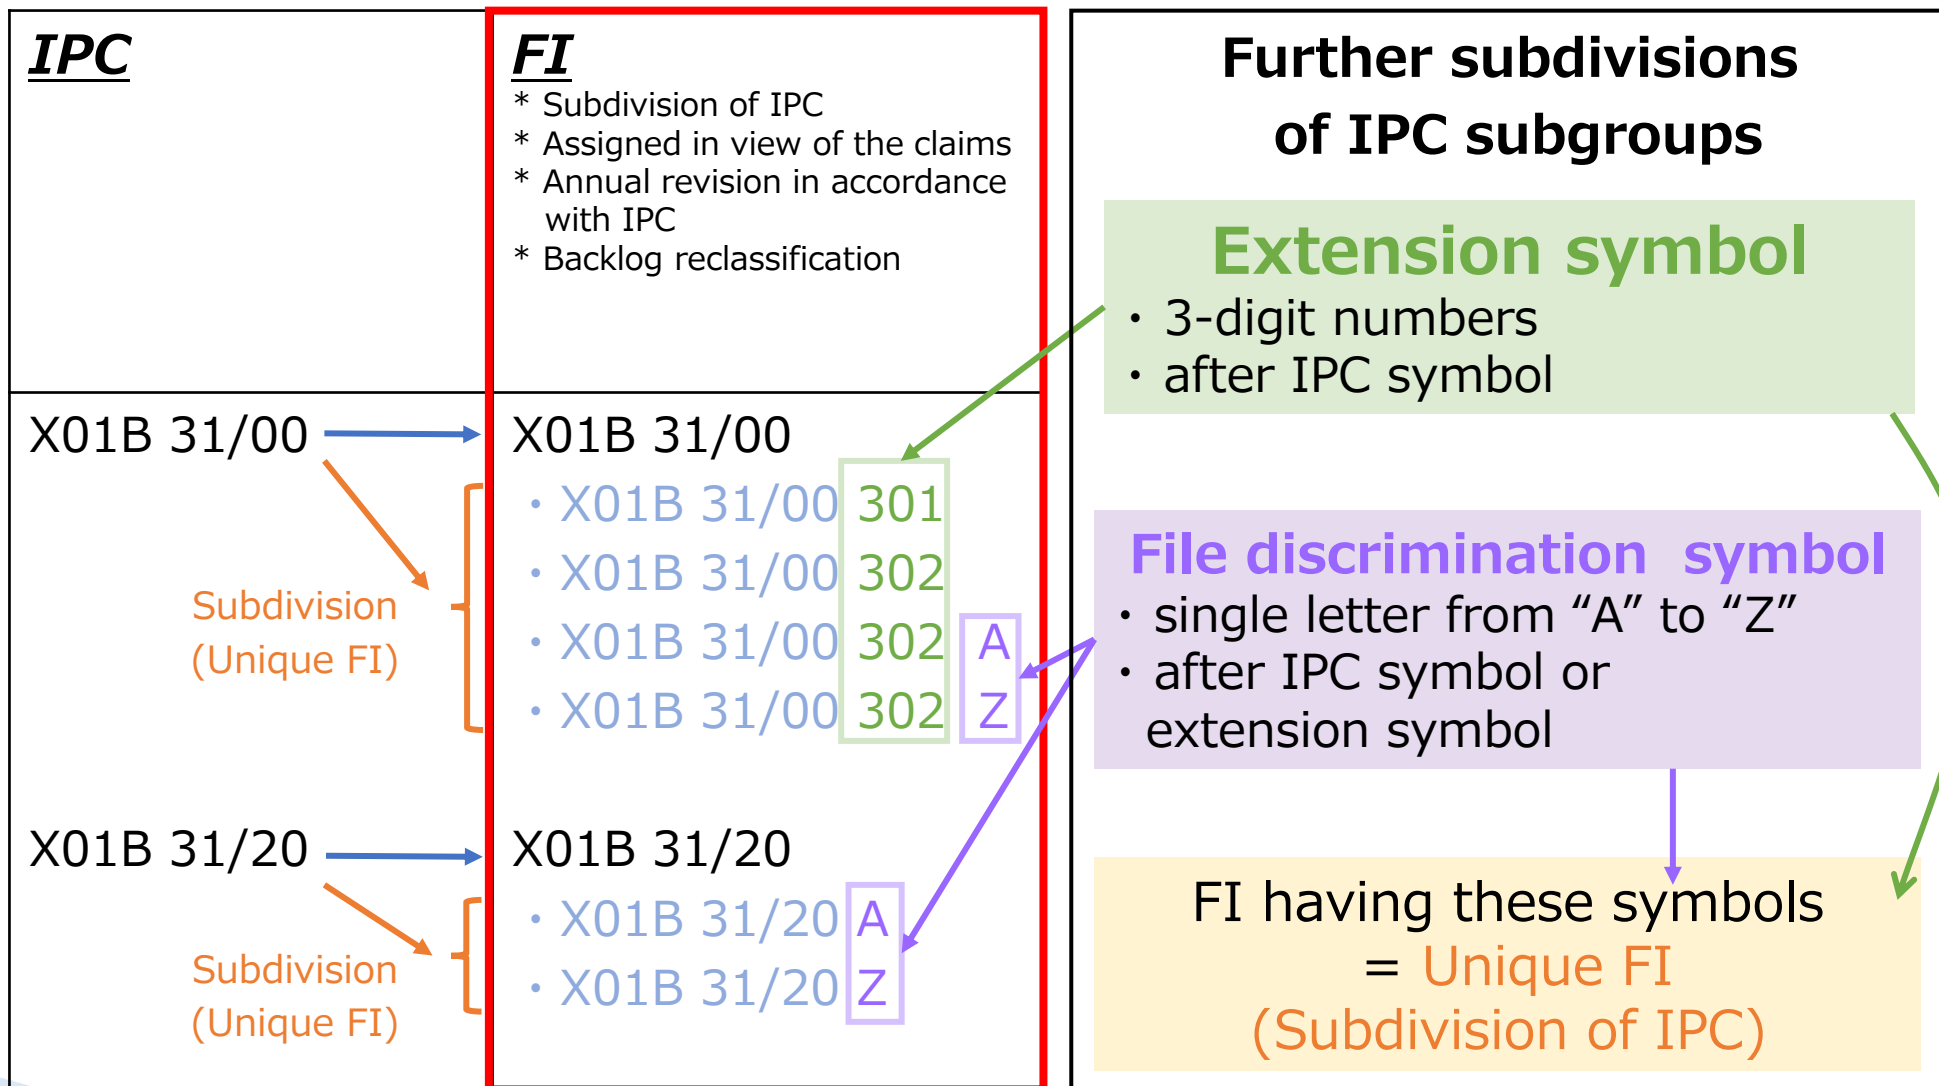 IPC
FI
* Subdivision of IPC
* Assigned in view of the claims
* Annual revision in accordance
with IPC
* Backlog reclassification
X01B 31/00
X01B 31/00
・X01B 31/00 301
・X01B 31/00 302
・X01B 31/00 302 A
・X01B 31/00 302 Z
Subdivision
(Unique FI)
X01B 31/20
X01B 31/20
・X01B 31/20 A
・X01B 31/20 Z
Subdivision
(Unique FI)
Further subdivisions
of IPC subgroups
Extension symbol
・3-digit numbers
・after IPC symbol
File discrimination symbol
・single letter from “A” to “Z”
・after IPC symbol or
extension symbol
FI having these symbols
= Unique FI
(Subdivision of IPC)